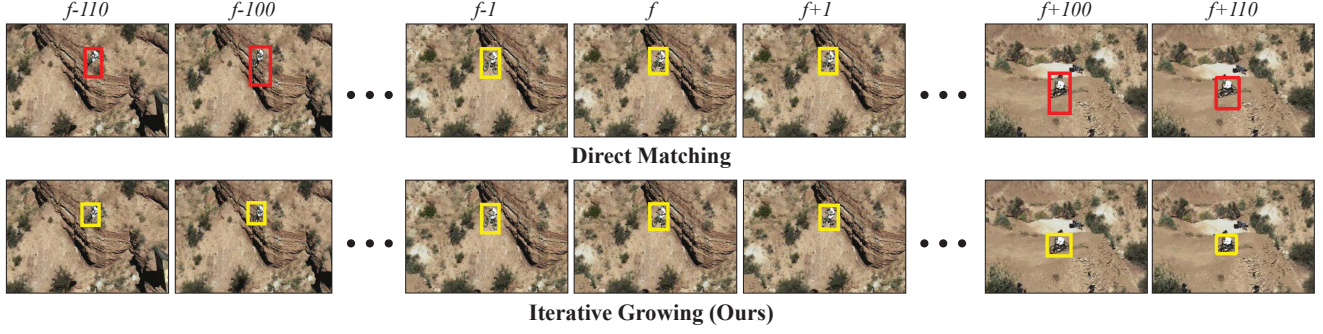 f-110 f-100 f-1 f f+1 f+100 f+110
Direct Matching
Iterative Growing (Ours)